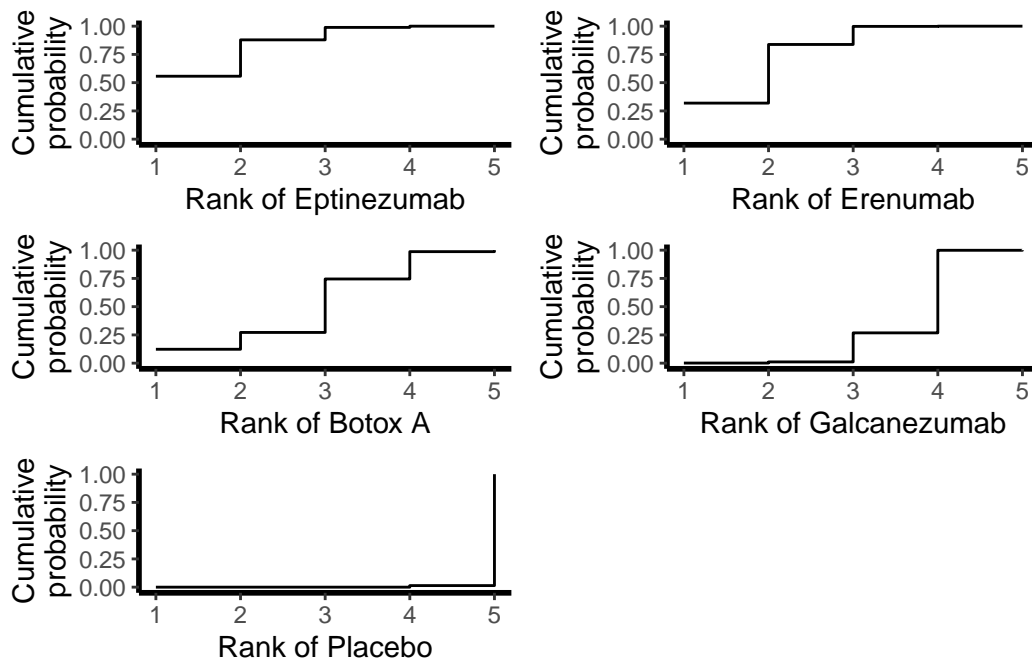 Cumulative
probability
1.00
0.75
0.50
0.25
0.00
1 2 3 4 5
Rank of Eptinezumab
Cumulative
probability
1.00
0.75
0.50
0.25
0.00
1 2 3 4 5
Rank of Erenumab
Cumulative
probability
1.00
0.75
0.50
0.25
0.00
1 2 3 4 5
Rank of Botox A
Cumulative
probability
1.00
0.75
0.50
0.25
0.00
1 2 3 4 5
Rank of Galcanezumab
Cumulative
probability
1.00
0.75
0.50
0.25
0.00
1 2 3 4 5
Rank of Placebo